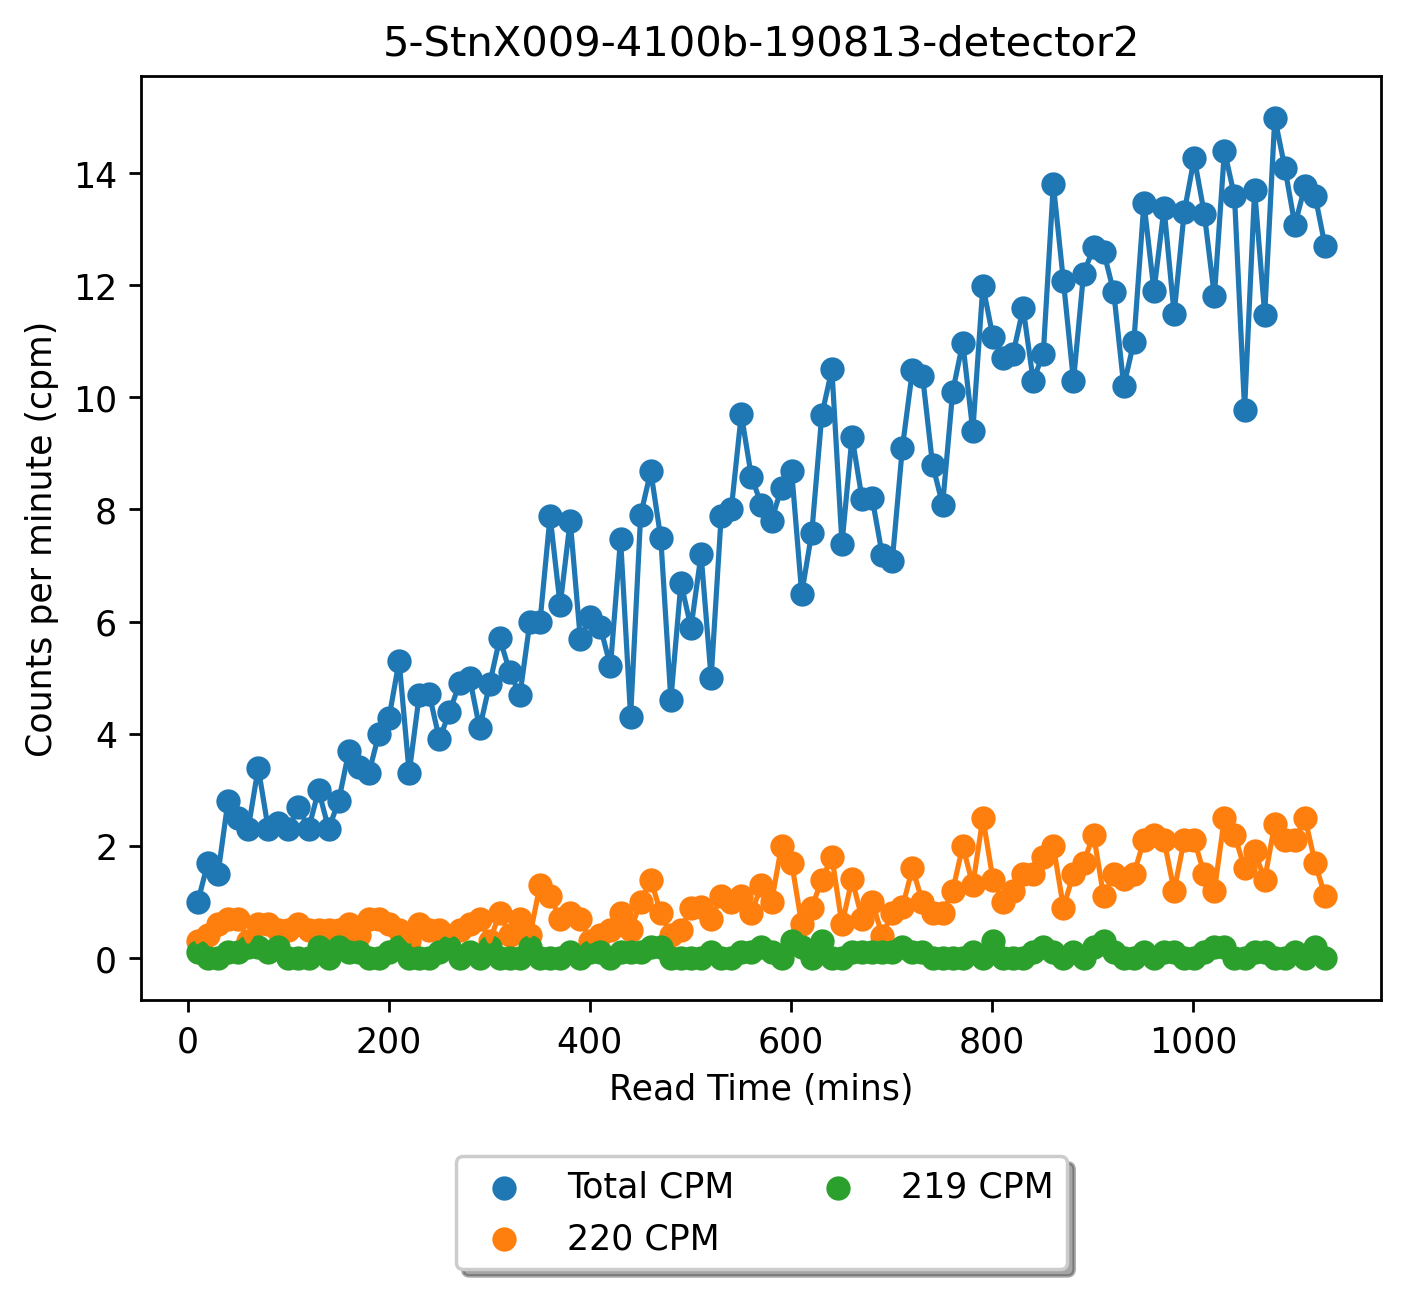 5-StnX009-4100b-190813-detector2
Counts per minute (cpm)
14
12
10
8
6
4
2
0
0 200 400 600 800 1000
Read Time (mins)
Total CPM 219 CPM
220 CPM